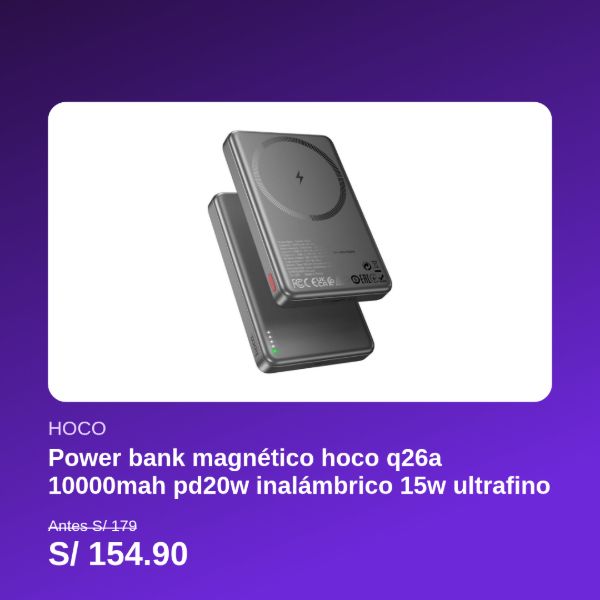 HOCO
Power bank magnético hoco q26a
10000mah pd20w inalámbrico 15w ultrafino
Antes S/ 179
S/ 154.90